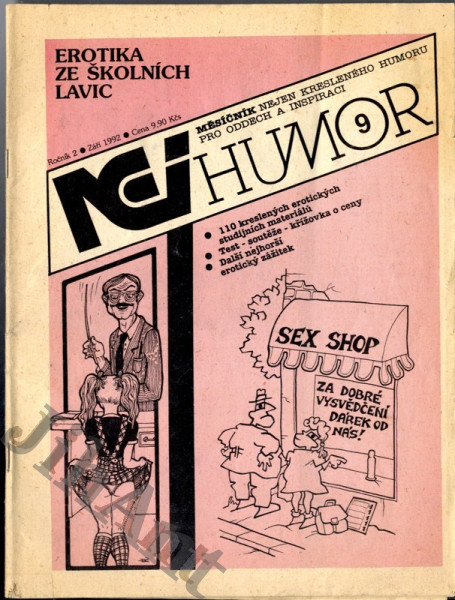 EROTIKA
ZE ŠKOLNÍCH
LAVIC
Ročník 2 ● Září 1992 ● Cena 9,90 Kčs
MĚSÍČNÍK NEJEN KRESLENÉHO HUMORU
PRO ODDECH A INSPIRACI
NEI HUMOR 9
● 110 kreslených erotických
studijních materiálů
● Test - soutěže - křížovka o ceny
● Další nejhorší
● erotický zážitek
SEX SHOP
ZA DOBRÉ
VYSVĚDČENÍ
DÁREK OD
NÁS!